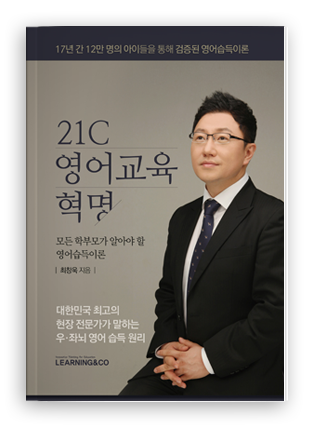 17년 간 12만 명의 아이들을 통해 검증된 영어습득이론
21C
영어교육
혁명
모든 학부모가 알아야 할
영어습득이론
| 최창욱 지음 |
대한민국 최고의
현장 전문가가 말하는
우·좌뇌 영어 습득 원리
LEARNING&CO